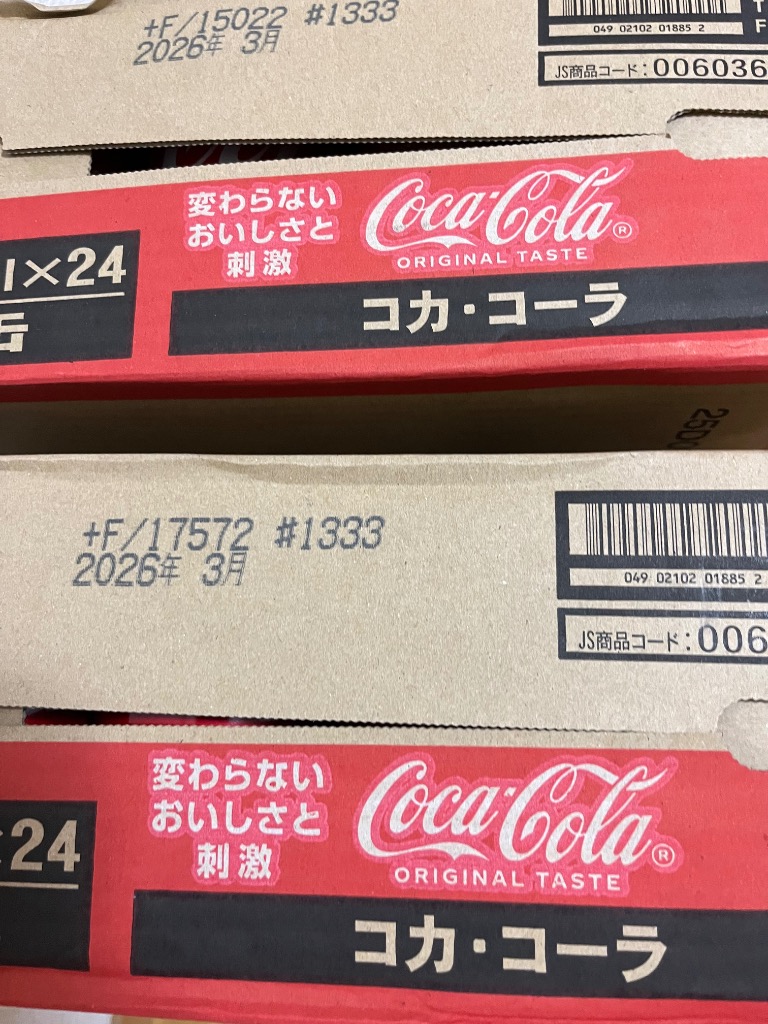 +F/15022 #1333
2026年 3月
049 02102 01885 2
JS商品コード:006036
変わらない
おいしさと
刺激
Coca-Cola®
ORIGINAL TASTE
×24
コカ・コーラ
+F/17572 #1333
2026年 3月
049 02102 01885 2
JS商品コード:006
変わらない
おいしさと
刺激
Coca-Cola®
ORIGINAL TASTE
24
コカ・コーラ